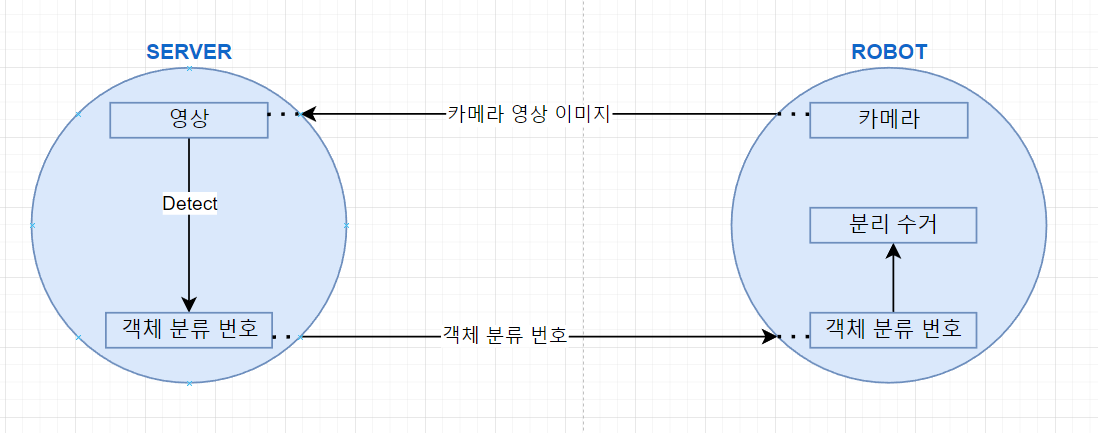 SERVER
ROBOT
영상
카메라 영상 이미지
카메라
Detect
분리 수거
객체 분류 번호
객체 분류 번호
객체 분류 번호